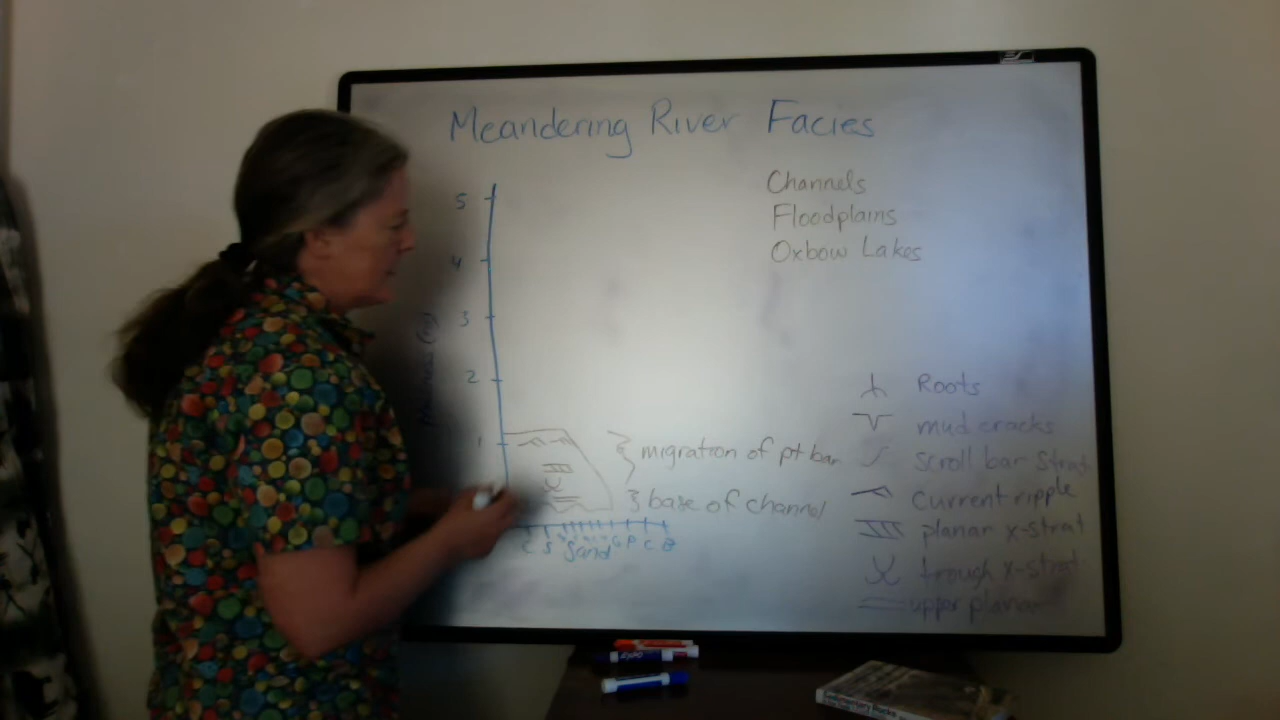 Meandering River Facies
Channels
Floodplains
Oxbow Lakes
5
4
3
2
1
migration of pt bar
base of channel
C S Sand G P C B
Roots
mud cracks
scroll bar strat
Current ripple
planar x-strat
trough x-strat
upper planar